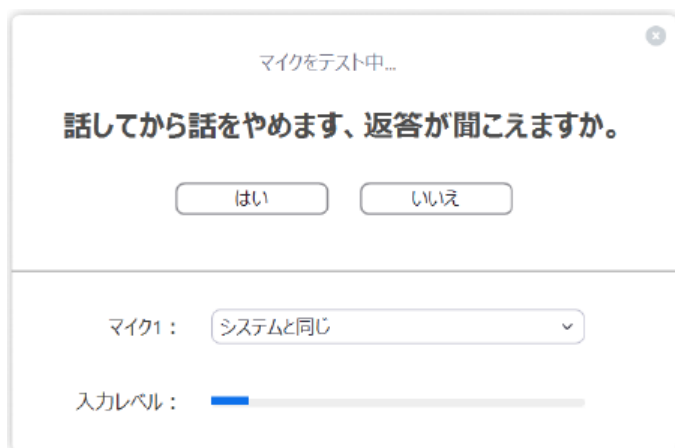 マイクをテスト中...
話してから話をやめます、返答が聞こえますか。
はい いいえ
マイク1： システムと同じ
入力レベル：